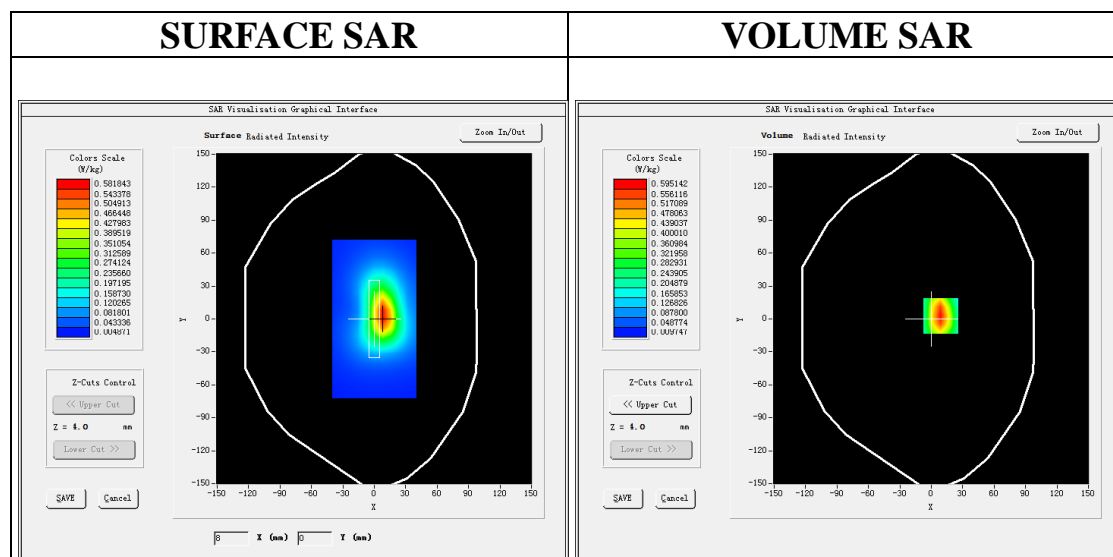 SURFACE SAR
VOLUME SAR
SAR Visualisation Graphical Interface
Surface Radiated Intensity
Zoom In/Out
Colors Scale
(W/kg)
0.581843
0.543378
0.504913
0.466448
0.427983
0.389519
0.351054
0.312589
0.274124
0.235660
0.197195
0.158730
0.120265
0.081801
0.043336
0.004871
150
120
90
60
30
0
-30
-60
-90
-120
-150
Y
-150 -120 -90 -60 -30 0 30 60 90 120 150
X
Z-Cuts Control
<< Upper Cut
Z = 4.0 mm
Lower Cut >>
SAVE Cancel
8 X (mm) 0 Y (mm)
SAR Visualisation Graphical Interface
Volume Radiated Intensity
Zoom In/Out
Colors Scale
(W/kg)
0.595142
0.556116
0.517089
0.478063
0.439037
0.400010
0.360984
0.321958
0.282931
0.243905
0.204879
0.165853
0.126826
0.087800
0.048774
0.009747
150
120
90
60
30
0
-30
-60
-90
-120
-150
Y
-150 -120 -90 -60 -30 0 30 60 90 120 150
X
Z-Cuts Control
<< Upper Cut
Z = 4.0 mm
Lower Cut >>
SAVE Cancel